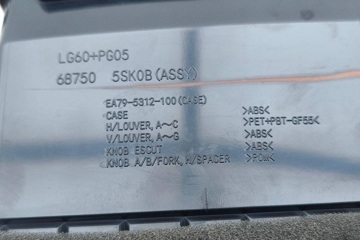 LG60+PG05
68750 5SK0B(ASSY)
EA79-5312-100(CASE)
CASE >ABS<
H/LOUVER,A~C >PET+PBT-GF55<
V/LOUVER,A~G >ABS<
KNOB ESCUT >ABS<
KNOB A/B/FORK,H/SPACER >POM<